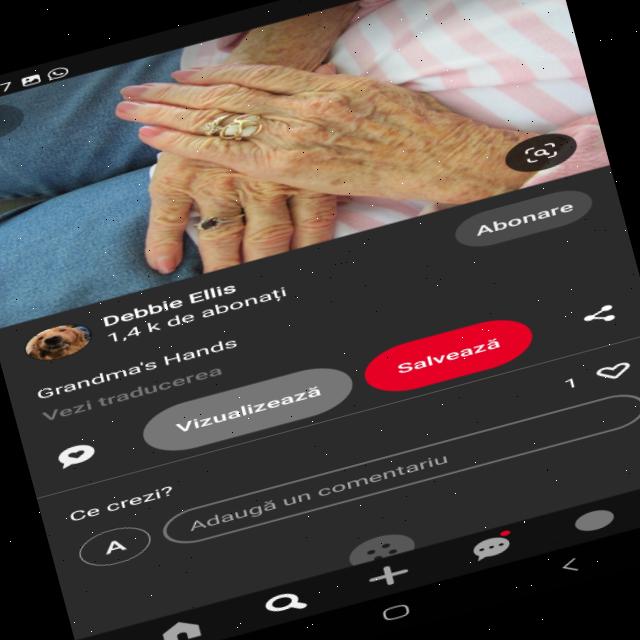 7
Abonare
Debbie Ellis
1,4 k de abonați
Grandma's Hands
Vezi traducerea
Vizualizează
Salvează
1
Ce crezi?
A
Adaugă un comentariu